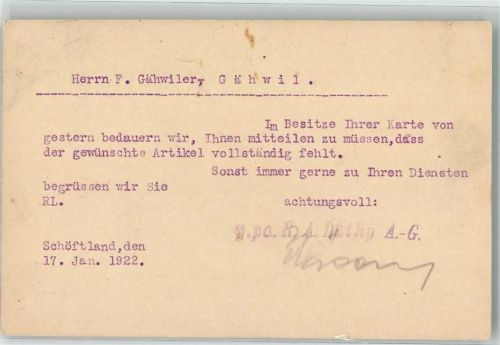 Herrn F. Gähwiler, G ä h w i l .
Im Besitze Ihrer Karte von
gestern bedauern wir, Ihnen mitteilen zu müssen,dass
der gewünschte Artikel vollständig fehlt.
Sonst immer gerne zu Ihren Diensten
begrüssen wir Sie
RL. achtungsvoll:
A.-G.
Schöftland,den
17. Jan. 1922.